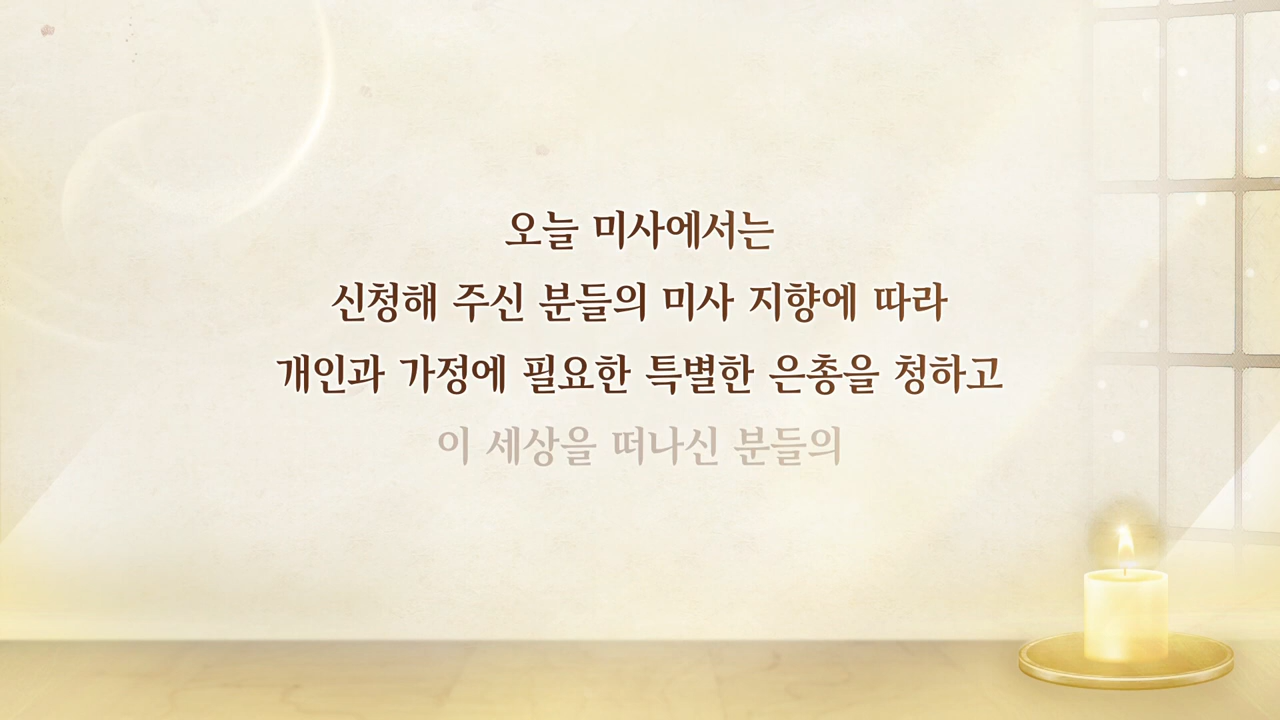 오늘 미사에서는
신청해 주신 분들의 미사 지향에 따라
개인과 가정에 필요한 특별한 은총을 청하고
이 세상을 떠나신 분들의